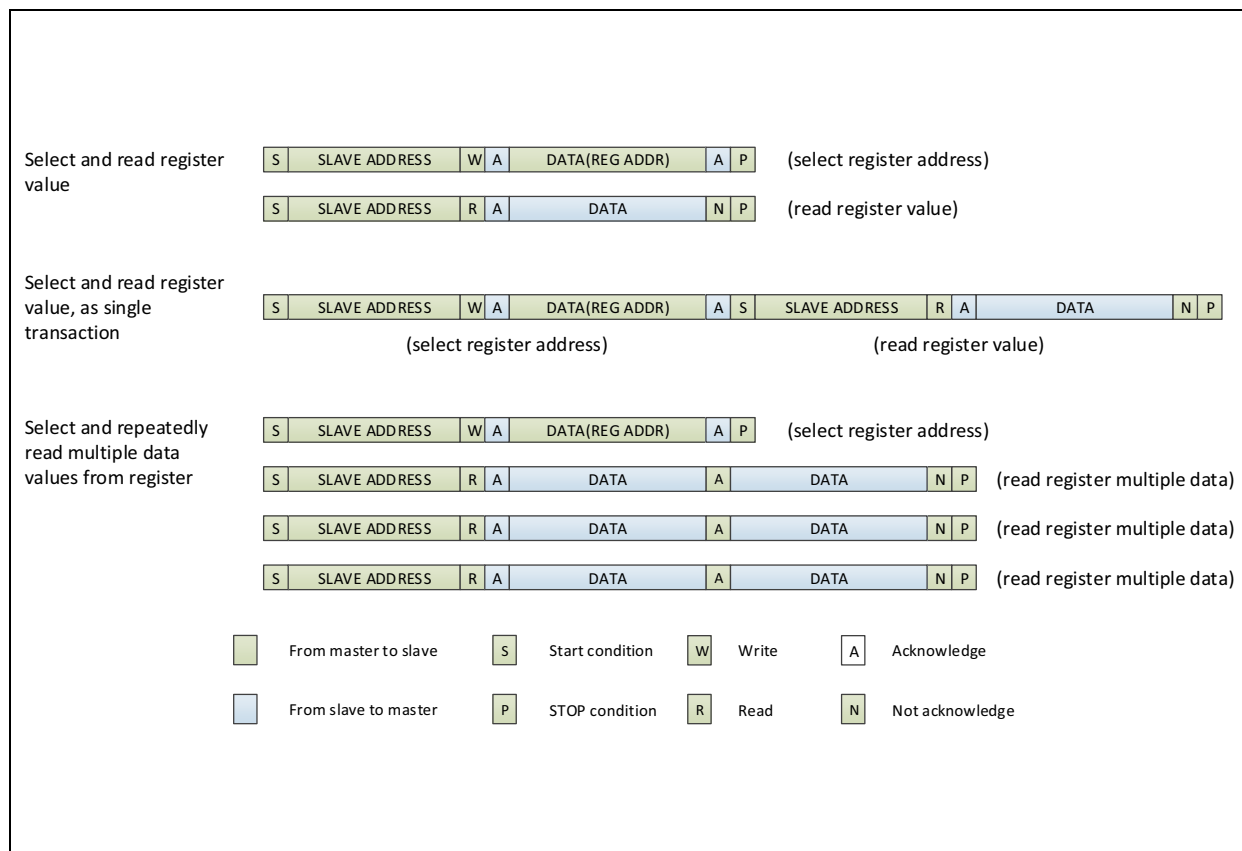 Select and read register
value
S SLAVE ADDRESS W A DATA(REG ADDR) A P (select register address)
S SLAVE ADDRESS R A DATA N P (read register value)
Select and read register
value, as single
transaction
S SLAVE ADDRESS W A DATA(REG ADDR) A S SLAVE ADDRESS R A DATA N P
(select register address) (read register value)
Select and repeatedly
read multiple data
values from register
S SLAVE ADDRESS W A DATA(REG ADDR) A P (select register address)
S SLAVE ADDRESS R A DATA A DATA N P (read register multiple data)
S SLAVE ADDRESS R A DATA A DATA N P (read register multiple data)
S SLAVE ADDRESS R A DATA A DATA N P (read register multiple data)
From master to slave S Start condition W Write A Acknowledge
From slave to master P STOP condition R Read N Not acknowledge